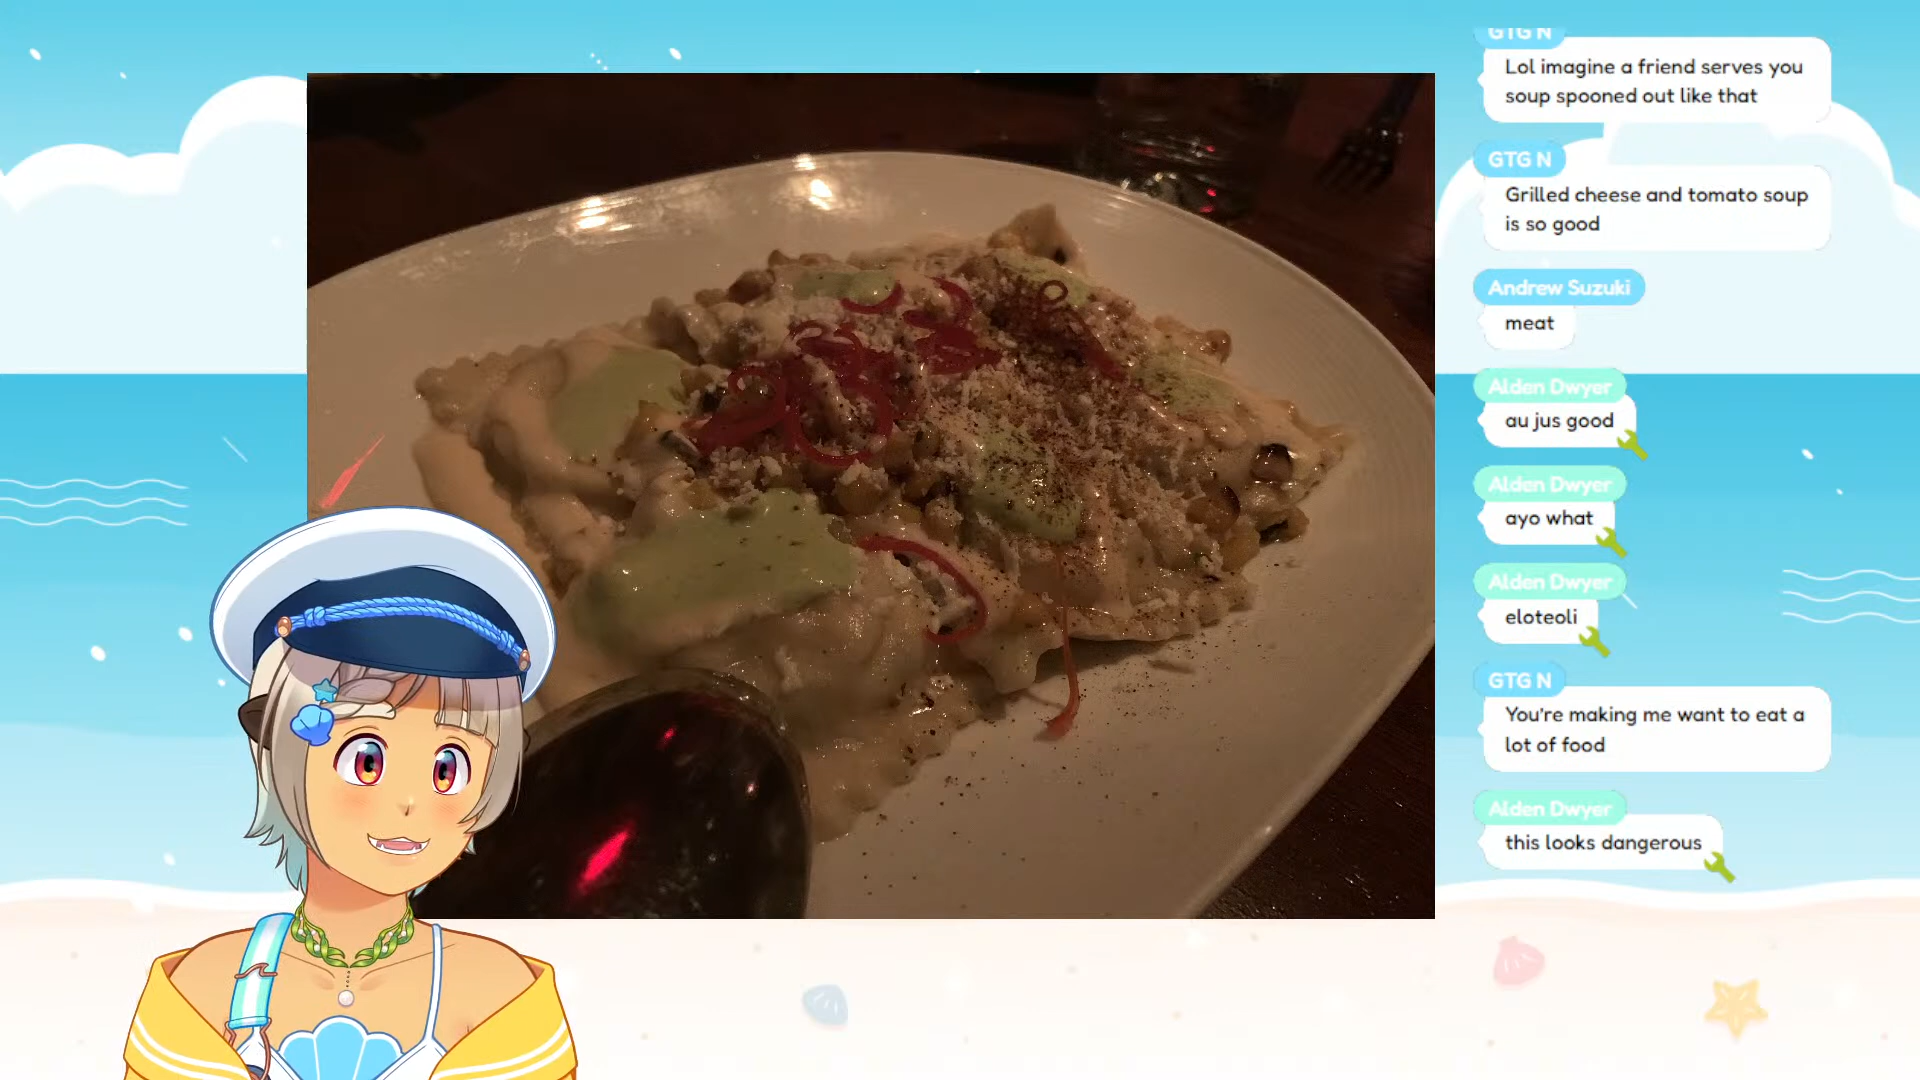 GTG N
Lol imagine a friend serves you
soup spooned out like that
GTG N
Grilled cheese and tomato soup
is so good
Andrew Suzuki
meat
Alden Dwyer
au jus good
Alden Dwyer
ayo what
Alden Dwyer
eloteoli
GTG N
You're making me want to eat a
lot of food
Alden Dwyer
this looks dangerous